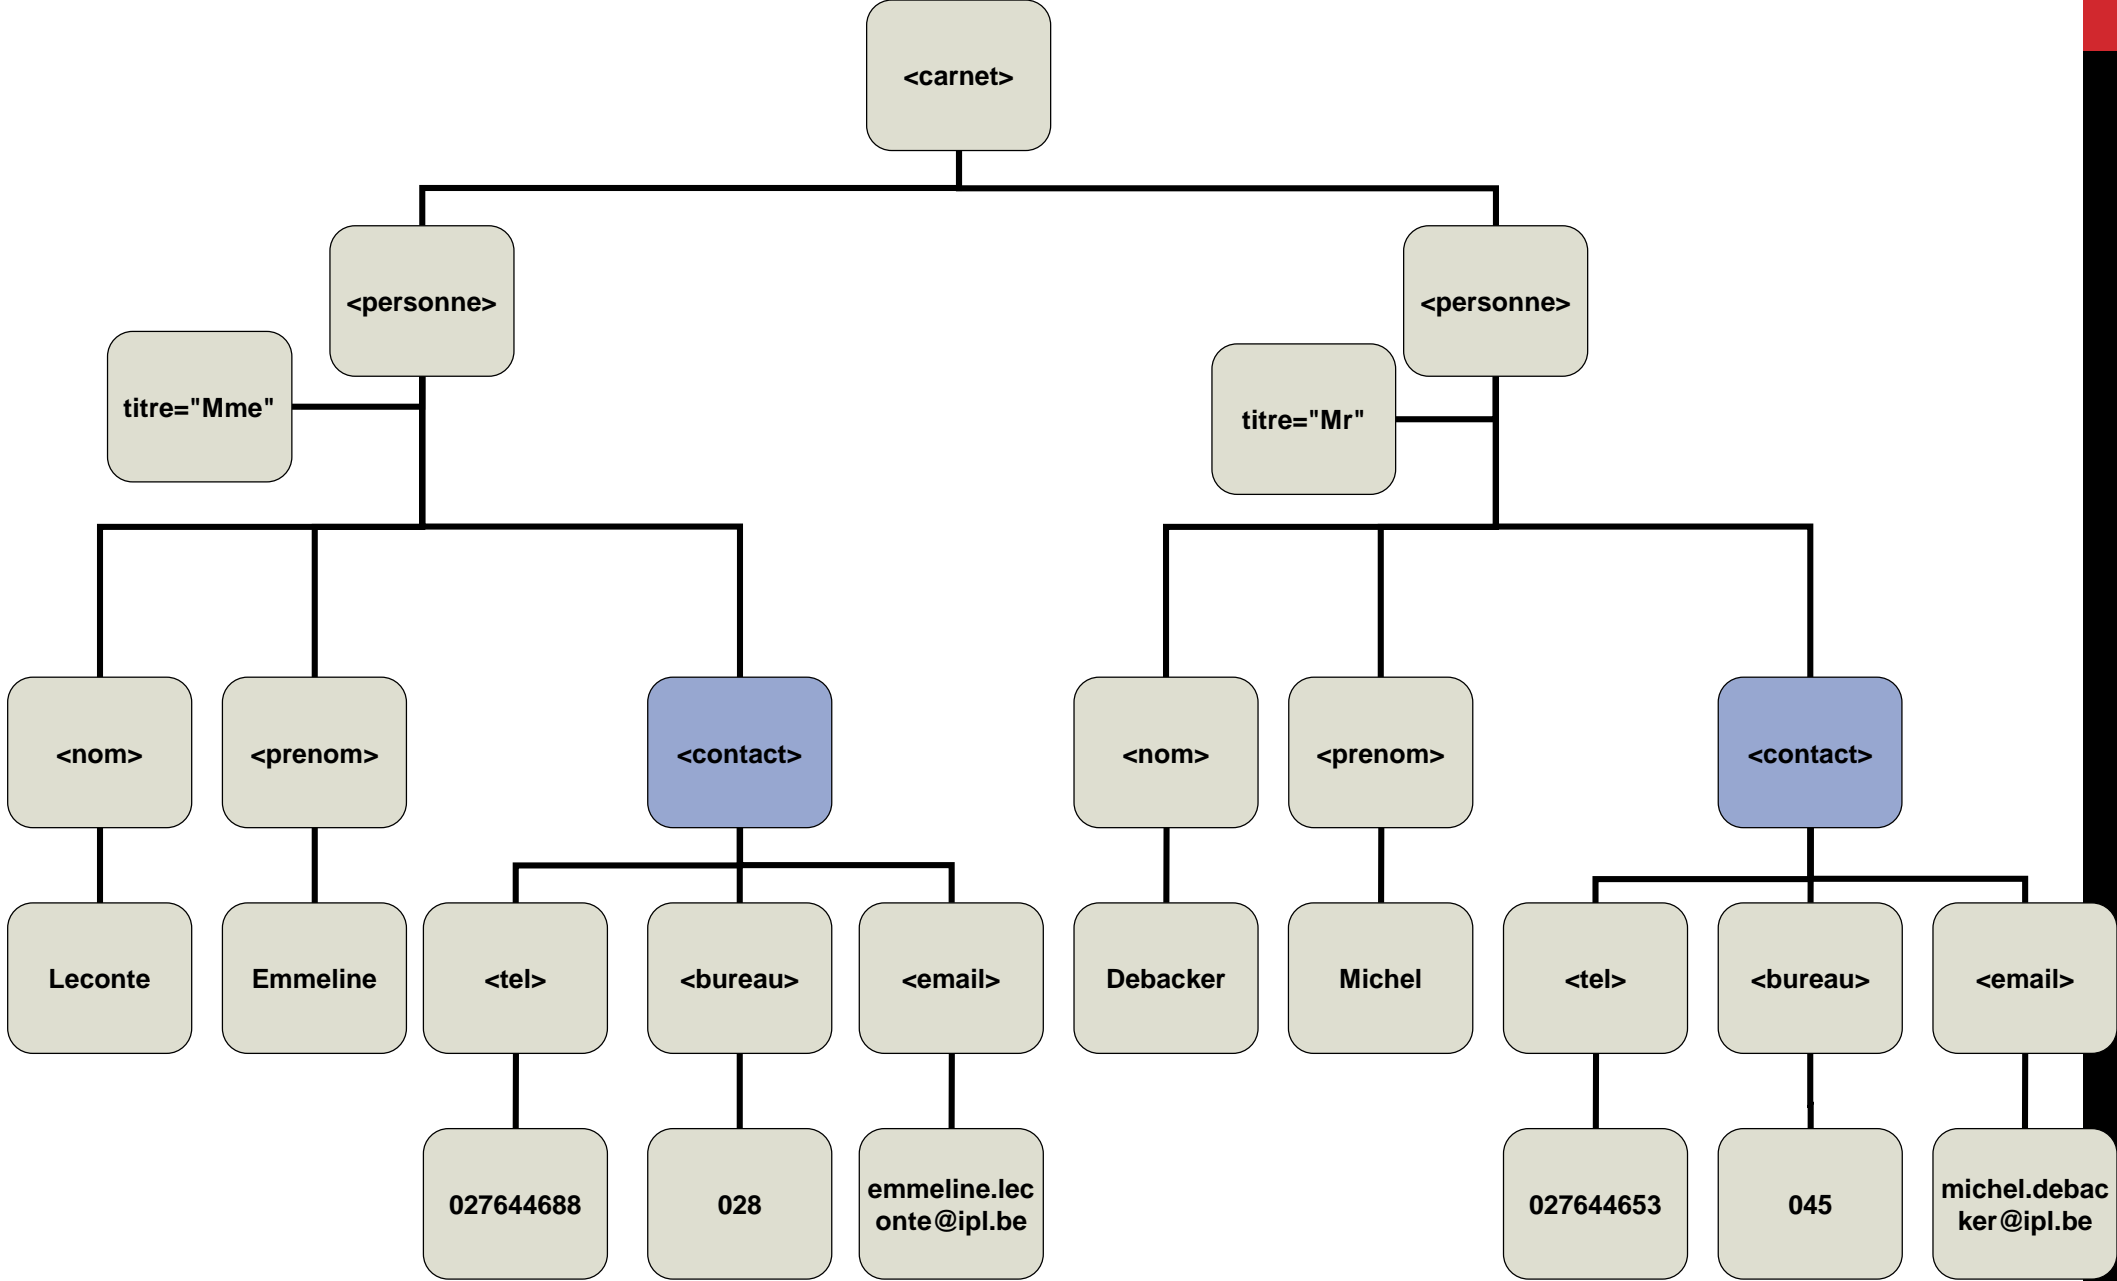 <carnet>
<personne>
<personne>
titre="Mme"
titre="Mr"
<nom>
<prenom>
<contact>
<nom>
<prenom>
<contact>
Leconte
Emmeline
<tel>
<bureau>
<email>
Debacker
Michel
<tel>
<bureau>
<email>
027644688
028
emmeline.lec
onte@ipl.be
027644653
045
michel.debac
ker@ipl.be